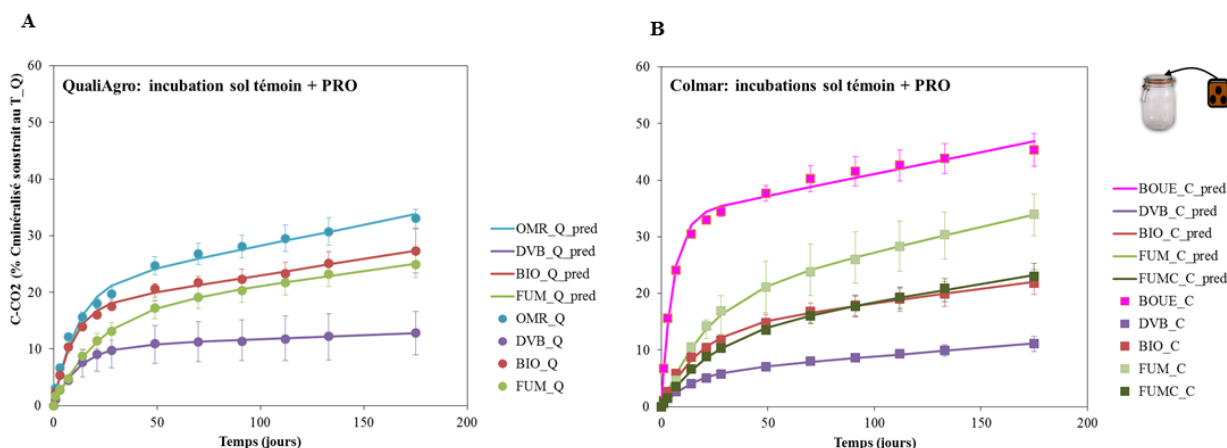 A
QualiAgro: incubation sol témoin + PRO
C-CO2 (% Cminéralisé soustrait au T_Q)
60
50
40
30
20
10
0
0
50
100
150
200
Temps (jours)
OMR_Q_pred
DVB_Q_pred
BIO_Q_pred
FUM_Q_pred
OMR_Q
DVB_Q
BIO_Q
FUM_Q
B
Colmar: incubations sol témoin + PRO
60
50
40
30
20
10
0
0
50
100
150
200
Temps (jours)
BOUE_C_pred
DVB_C_pred
BIO_C_pred
FUM_C_pred
FUMC_C_pred
BOUE_C
DVB_C
BIO_C
FUM_C
FUMC_C